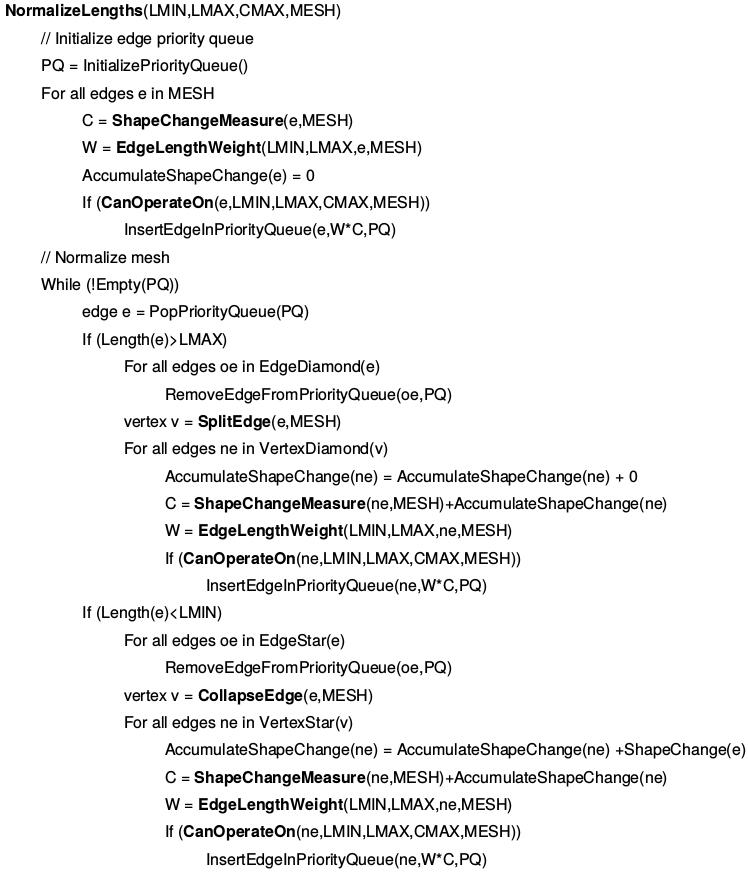 NormalizeLengths(LMIN,LMAX,CMAX,MESH)
// Initialize edge priority queue
PQ = InitializePriorityQueue()
For all edges e in MESH
C = ShapeChangeMeasure(e,MESH)
W = EdgeLengthWeight(LMIN,LMAX,e,MESH)
AccumulateShapeChange(e) = 0
If (CanOperateOn(e,LMIN,LMAX,CMAX,MESH))
InsertEdgeInPriorityQueue(e,W*C,PQ)
// Normalize mesh
While (!Empty(PQ))
edge e = PopPriorityQueue(PQ)
If (Length(e)>LMAX)
For all edges oe in EdgeDiamond(e)
RemoveEdgeFromPriorityQueue(oe,PQ)
vertex v = SplitEdge(e,MESH)
For all edges ne in VertexDiamond(v)
AccumulateShapeChange(ne) = AccumulateShapeChange(ne) + 0
C = ShapeChangeMeasure(ne,MESH)+AccumulateShapeChange(ne)
W = EdgeLengthWeight(LMIN,LMAX,ne,MESH)
If (CanOperateOn(ne,LMIN,LMAX,CMAX,MESH))
InsertEdgeInPriorityQueue(ne,W*C,PQ)
If (Length(e)<LMIN)
For all edges oe in EdgeStar(e)
RemoveEdgeFromPriorityQueue(oe,PQ)
vertex v = CollapseEdge(e,MESH)
For all edges ne in VertexStar(v)
AccumulateShapeChange(ne) = AccumulateShapeChange(ne) +ShapeChange(e)
C = ShapeChangeMeasure(ne,MESH)+AccumulateShapeChange(ne)
W = EdgeLengthWeight(LMIN,LMAX,ne,MESH)
If (CanOperateOn(ne,LMIN,LMAX,CMAX,MESH))
InsertEdgeInPriorityQueue(ne,W*C,PQ)